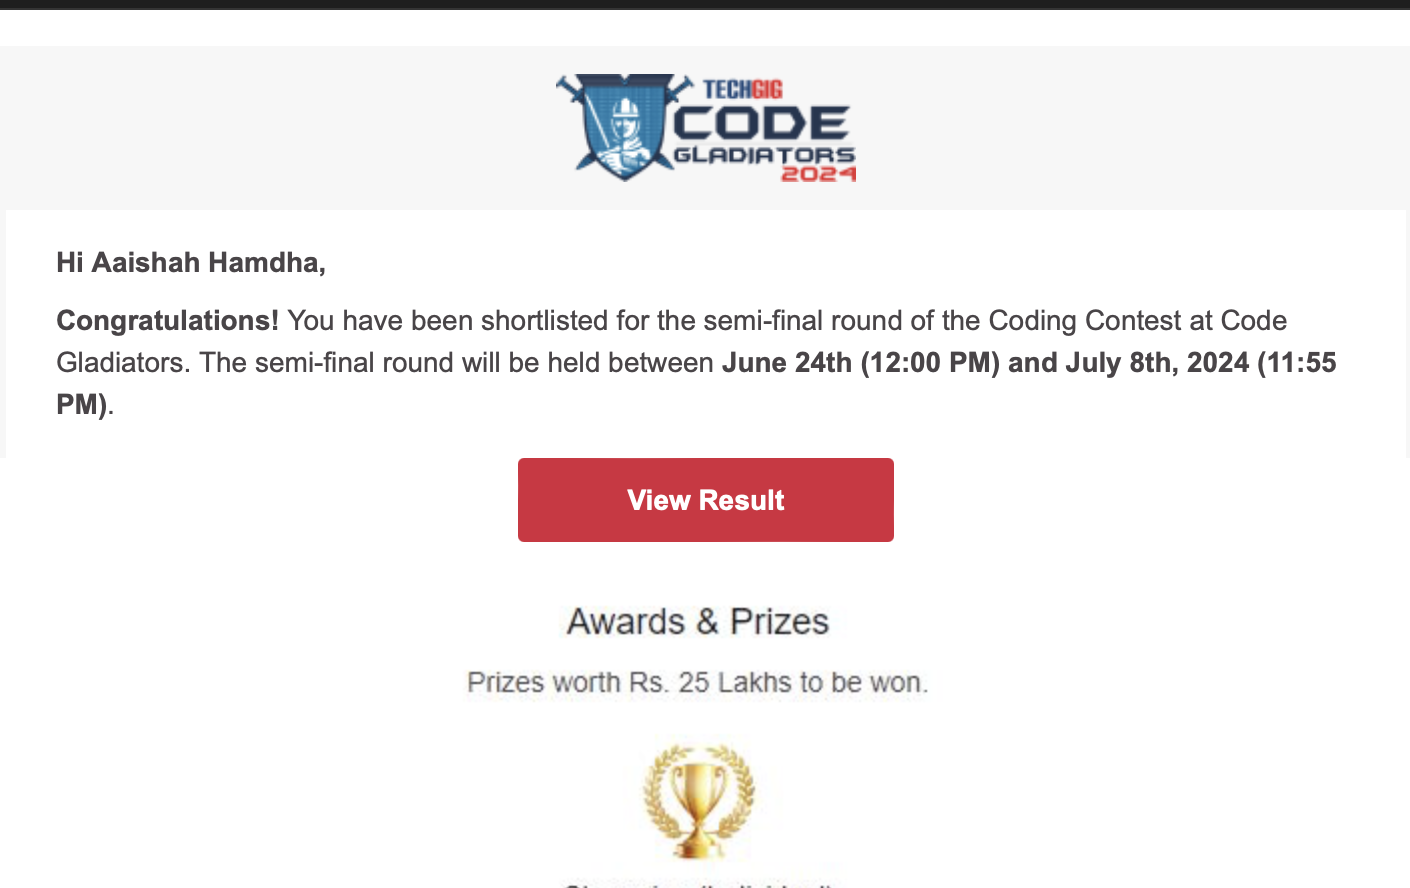 TECHGIG
CODE
GLADIATORS
2024
Hi Aaishah Hamdha,
Congratulations! You have been shortlisted for the semi-final round of the Coding Contest at Code
Gladiators. The semi-final round will be held between June 24th (12:00 PM) and July 8th, 2024 (11:55
PM).
View Result
Awards & Prizes
Prizes worth Rs. 25 Lakhs to be won.